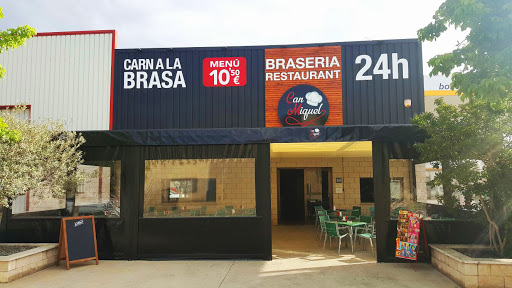 CARN A LA
BRASA
MENÚ
10'50 €
BRASERIA
RESTAURANT
Can
Miquel
24h